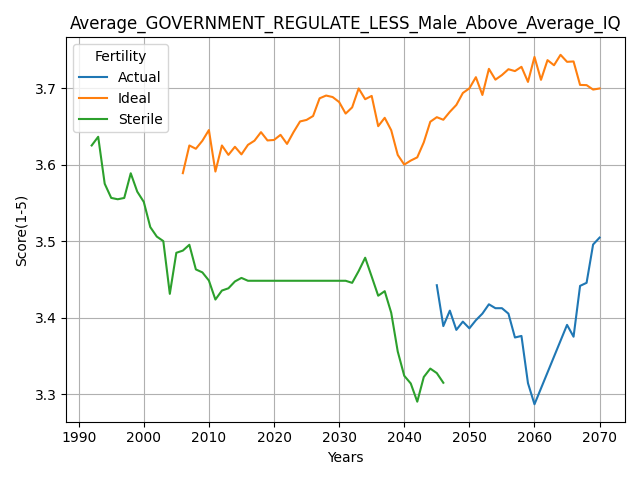 Average_GOVERNMENT_REGULATE_LESS_Male_Above_Average_IQ
Fertility
Actual
Ideal
Sterile
Score(1-5)
3.7
3.6
3.5
3.4
3.3
1990 2000 2010 2020 2030 2040 2050 2060 2070
Years